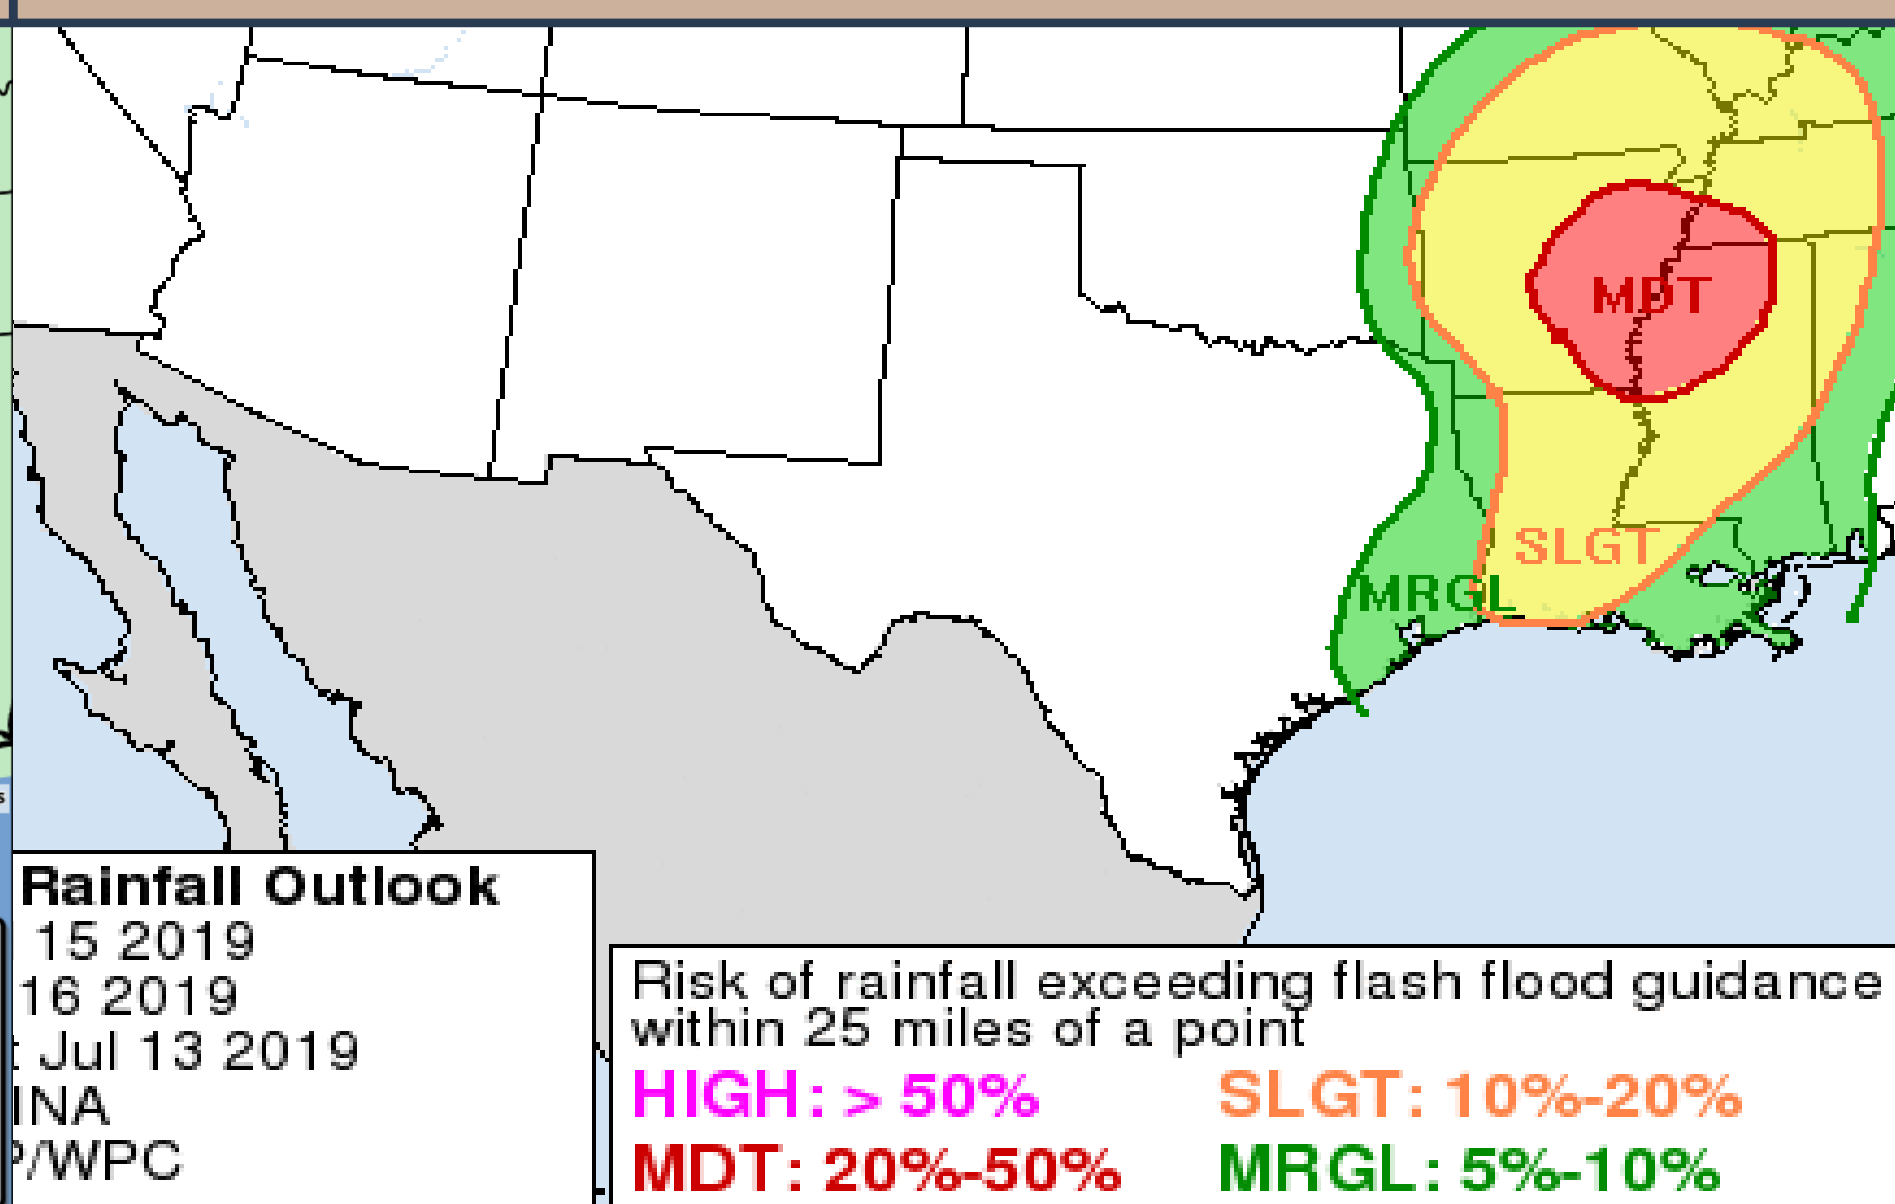 MDT
SLGT
MRGL
Rainfall Outlook
15 2019
16 2019
: Jul 13 2019
INA
P/WPC
Risk of rainfall exceeding flash flood guidance
within 25 miles of a point
HIGH: > 50%
SLGT: 10%-20%
MDT: 20%-50%
MRGL: 5%-10%